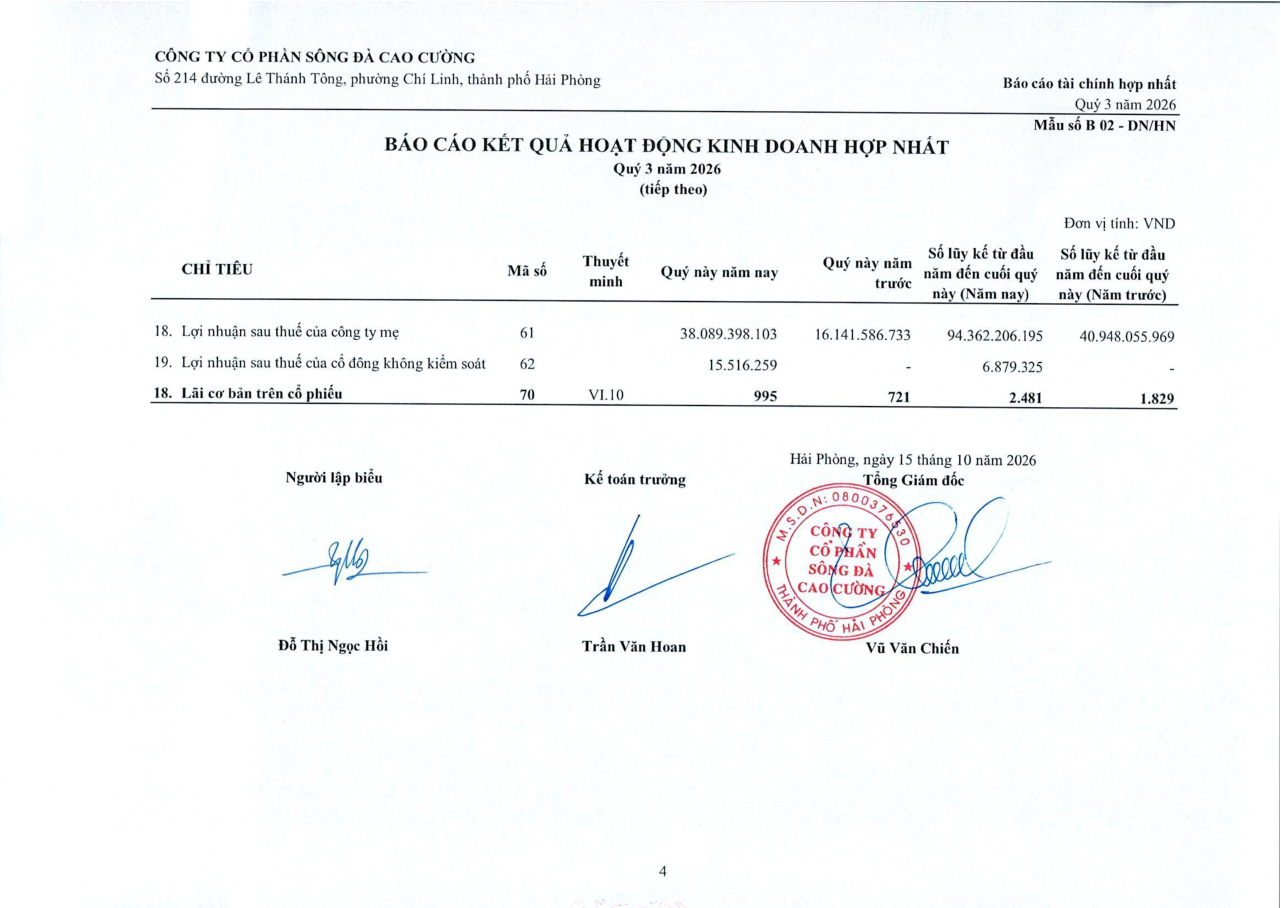 CÔNG TY CỔ PHẦN SÔNG ĐÀ CAO CƯỜNG
Số 214 đường Lê Thánh Tông, phường Chí Linh, thành phố Hải Phòng
Báo cáo tài chính hợp nhất
Quý 3 năm 2026
Mẫu số B 02 - DN/HN
BÁO CÁO KẾT QUẢ HOẠT ĐỘNG KINH DOANH HỢP NHẤT
Quý 3 năm 2026
(tiếp theo)
Đơn vị tính: VND
CHỈ TIÊU Mã số Thuyết minh Quý này năm nay Quý này năm trước Số lũy kế từ đầu năm đến cuối quý này (Năm nay) Số lũy kế từ đầu năm đến cuối quý này (Năm trước)
18. Lợi nhuận sau thuế của công ty mẹ 61 38.089.398.103 16.141.586.733 94.362.206.195 40.948.055.969
19. Lợi nhuận sau thuế của cổ đông không kiểm soát 62 15.516.259 - 6.879.325 -
18. Lãi cơ bản trên cổ phiếu 70 VI.10 995 721 2.481 1.829
Hải Phòng, ngày 15 tháng 10 năm 2026
Người lập biểu Kế toán trưởng Tổng Giám đốc
M.S.D.N: 0800376530
CÔNG TY
CỔ PHẦN
SÔNG ĐÀ
CAO CƯỜNG
THÀNH PHỐ HẢI PHÒNG
Đỗ Thị Ngọc Hồi Trần Văn Hoan Vũ Văn Chiến
4